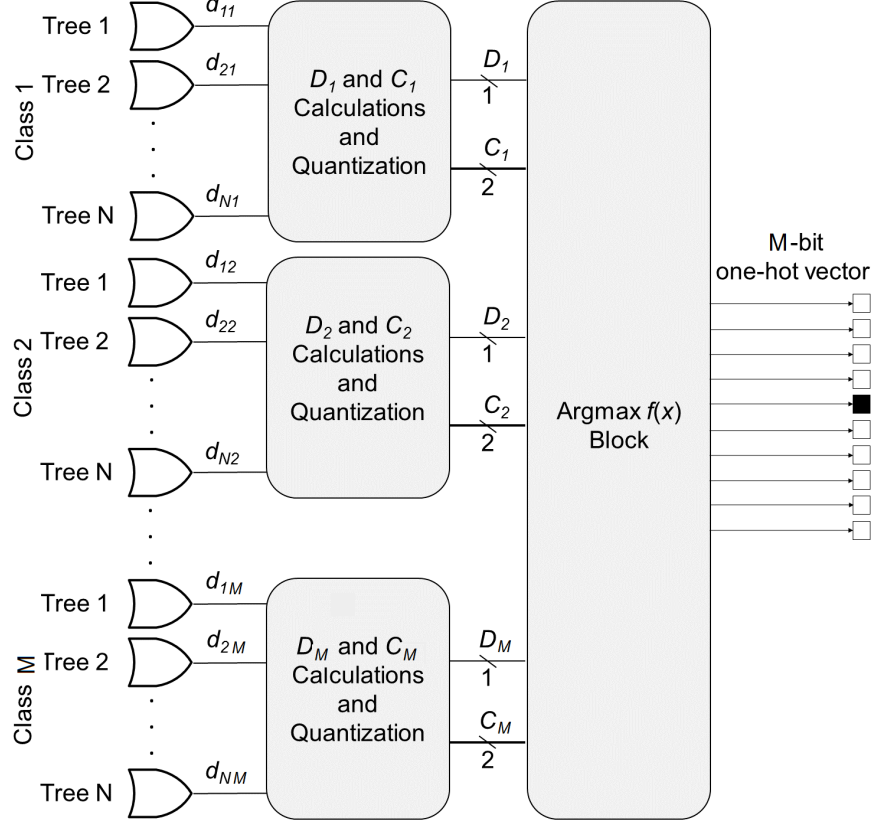 Class 1
Tree 1
d11
Tree 2
d21
Tree N
dN1
D1 and C1
Calculations
and
Quantization
D1
1
C1
2
Class 2
Tree 1
d12
Tree 2
d22
Tree N
dN2
D2 and C2
Calculations
and
Quantization
D2
1
C2
2
Class M
Tree 1
d1M
Tree 2
d2M
Tree N
dNM
DM and CM
Calculations
and
Quantization
DM
1
CM
2
Argmax f(x)
Block
M-bit
one-hot vector